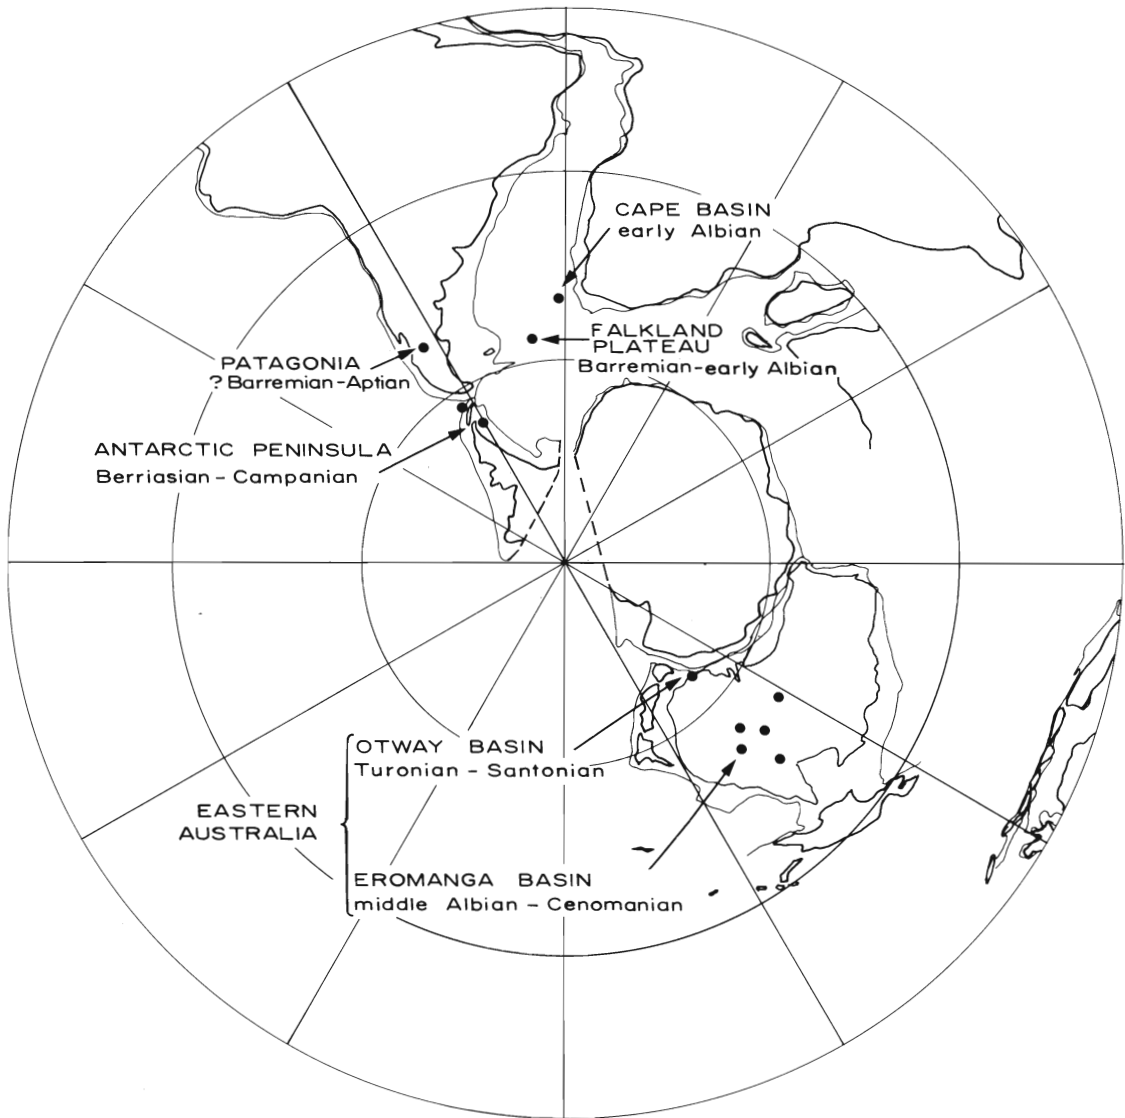 CAPE BASIN
early Albian
FALKLAND
PLATEAU
Barremian-early Albian
PATAGONIA
? Barremian-Aptian
ANTARCTIC PENINSULA
Berriasian - Campanian
OTWAY BASIN
Turonian - Santonian
EASTERN
AUSTRALIA
EROMANGA BASIN
middle Albian - Cenomanian